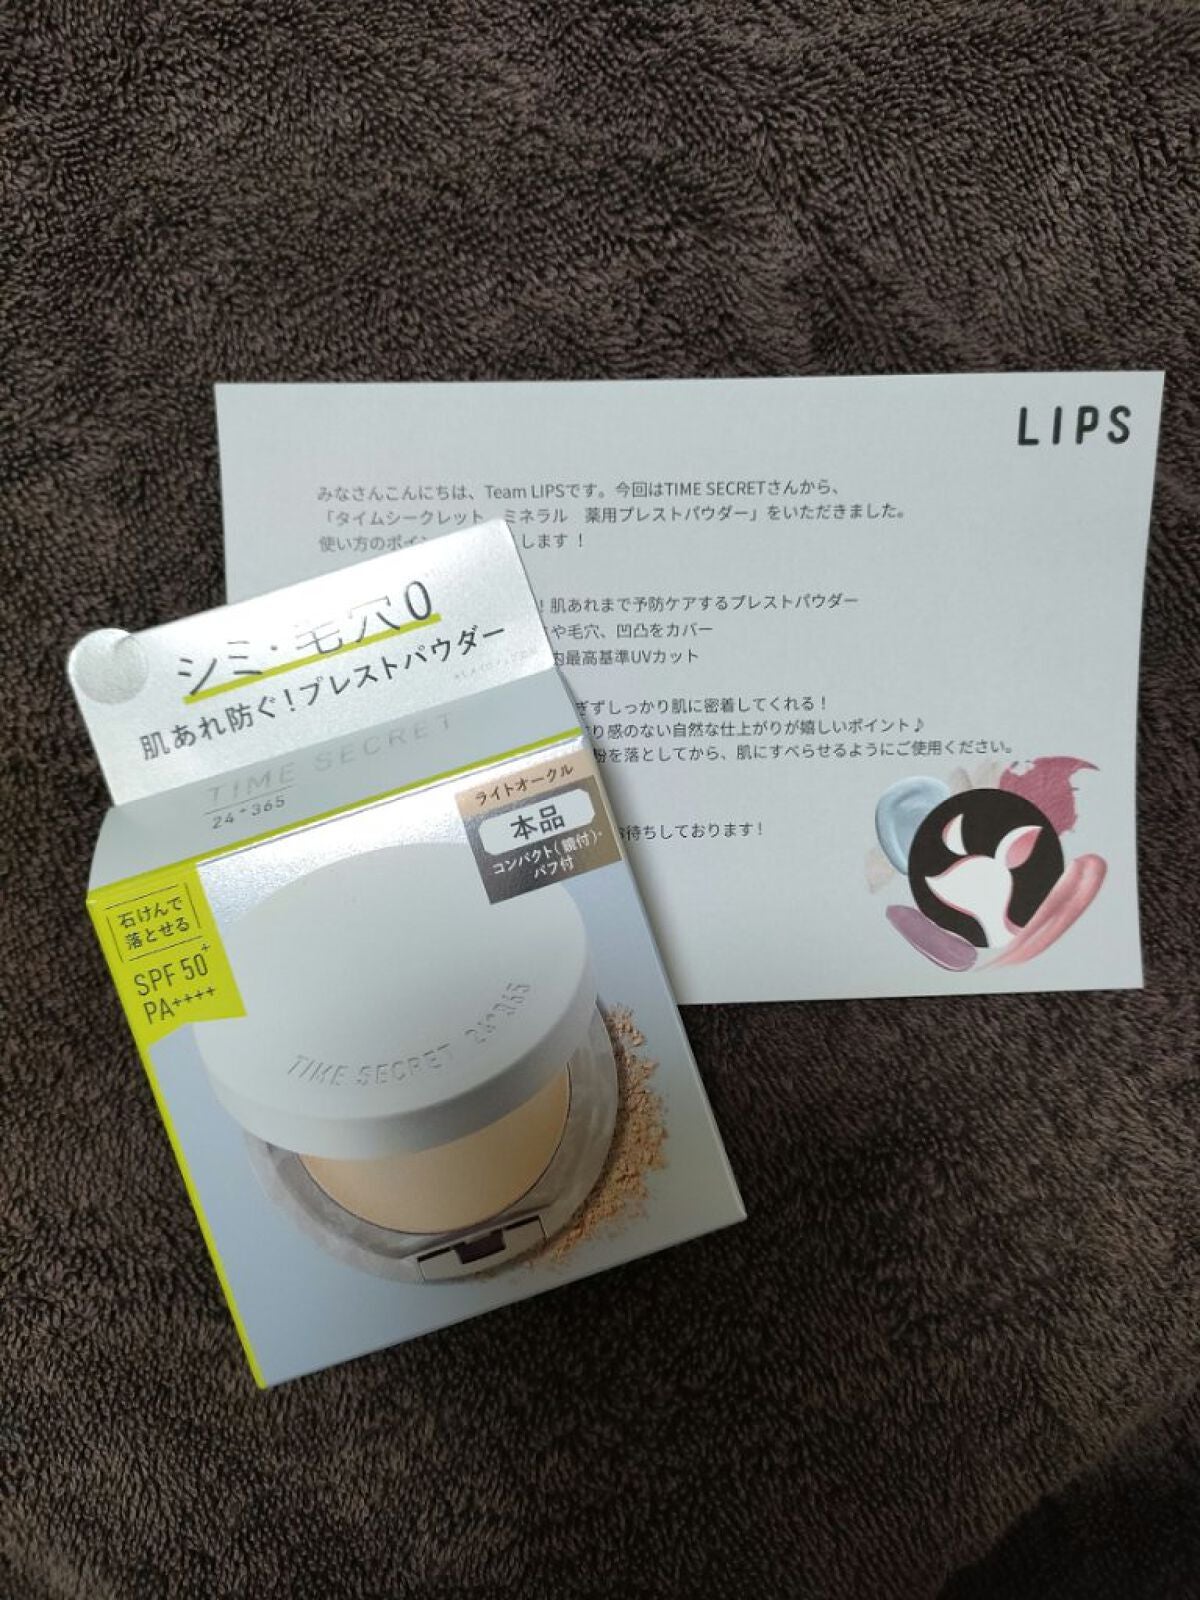 LIPS
みなさんこんにちは、Team LIPSです。今回はTIME SECRETさんから、
「タイムシークレット ミネラル 薬用プレストパウダー」をいただきました。
使い方のポイン します！
！肌あれまで予防ケアするプレストパウダー
や毛穴、凹凸をカバー
内最高基準UVカット
ぎずしっかり肌に密着してくれる！
り感のない自然な仕上がりが嬉しいポイント♪
粉を落としてから、肌にすべらせるようにご使用ください。
待ちしております！
シミ・毛穴0
肌あれ防ぐ！プレストパウダー
TIME SECRET
24+365
ライトオークル
本品
コンパクト（鏡付）・
パフ付
石けんで
落とせる
SPF 50+
PA++++
TIME SECRET 24+365